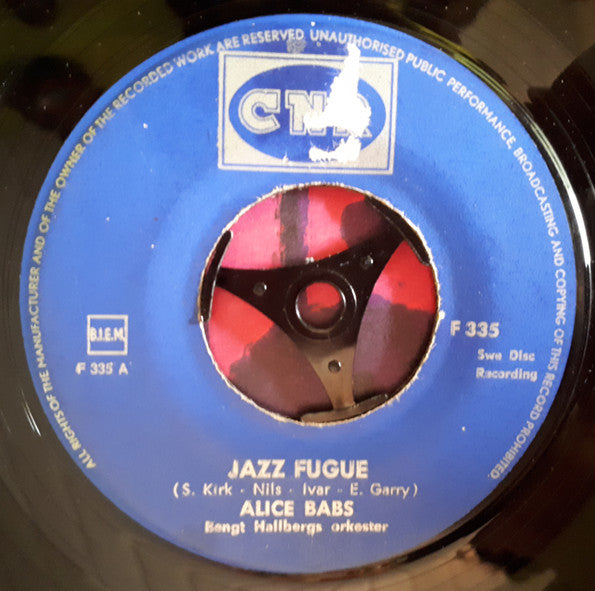 ALL RIGHTS OF THE MANUFACTURER AND OF THE OWNER OF THE RECORDED WORK ARE RESERVED UNAUTHORISED PUBLIC PERFORMANCE, BROADCASTING AND COPYING OF THIS RECORD PROHIBITED.
CNR
B.I.E.M.
F 335 A
F 335
Swe Disc
Recording
JAZZ FUGUE
(S. Kirk - Nils - Ivar - E. Garry)
ALICE BABS
Bengt Hallbergs orkester